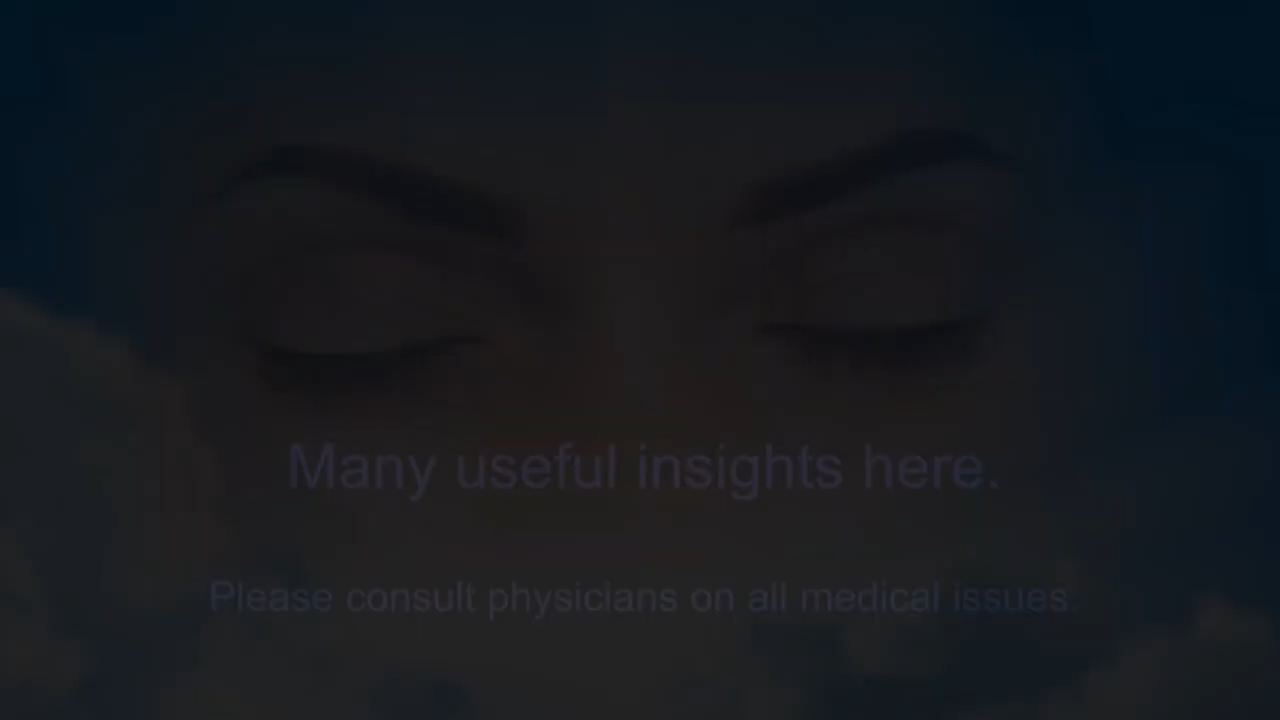 Many useful insights here.
Please consult physicians on all medical issues.